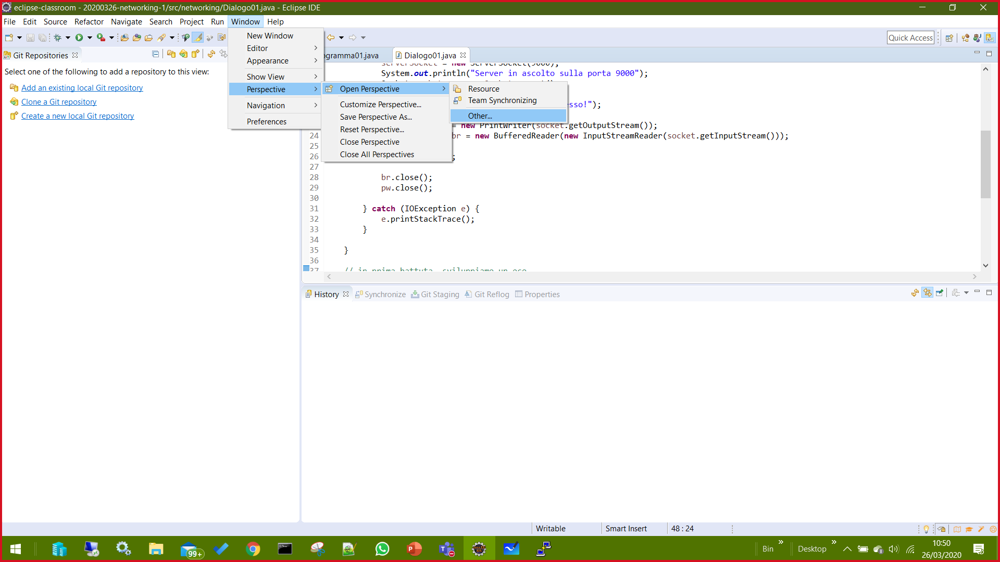 eclipse-classroom - 20200326-networking-1/src/networking/Dialogo01.java - Eclipse IDE
File Edit Source Refactor Navigate Search Project Run Window Help
Quick Access
Git Repositories
Select one of the following to add a repository to this view:
Add an existing local Git repository
Clone a Git repository
Create a new local Git repository
New Window
Editor
Appearance
Show View
Perspective
Navigation
Preferences
Open Perspective
Customize Perspective...
Save Perspective As...
Reset Perspective...
Close Perspective
Close All Perspectives
Resource
Team Synchronizing
Other...
ogramma01.java Dialogo01.java
serverSocket = new ServerSocket(9000);
System.out.println("Server in ascolto sulla porta 9000");
sso!");
= new PrintWriter(socket.getOutputStream());
24 br = new BufferedReader(new InputStreamReader(socket.getInputStream()));
25
26 ;
27
28 br.close();
29 pw.close();
30
31 } catch (IOException e) {
32 e.printStackTrace();
33 }
34
35 }
36
37 // in prima battuta, sviluppiamo un eco
History Synchronize Git Staging Git Reflog Properties
Writable Smart Insert 48 : 24
99+
Bin Desktop
10:50
26/03/2020